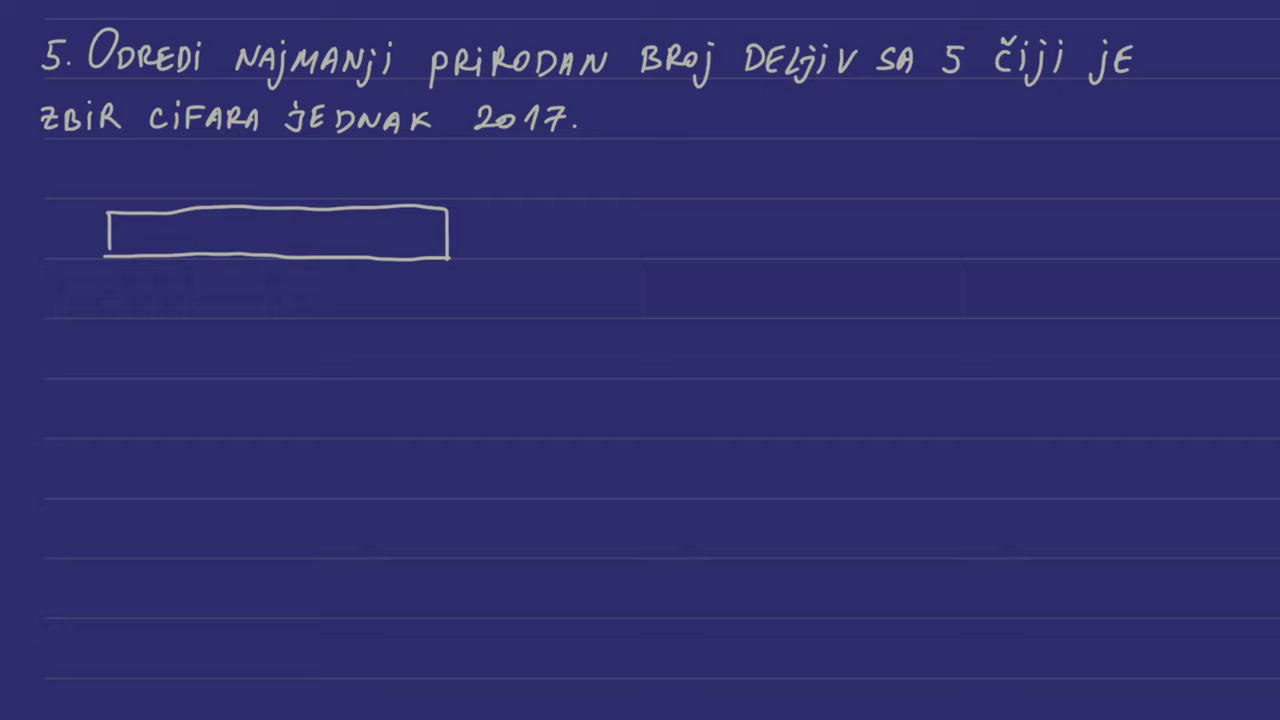 5. ODREDI NAJMANJI PRIRODAN BROJ DELJIV SA 5 ČIJI JE
ZBIR CIFARA JEDNAK 2017.